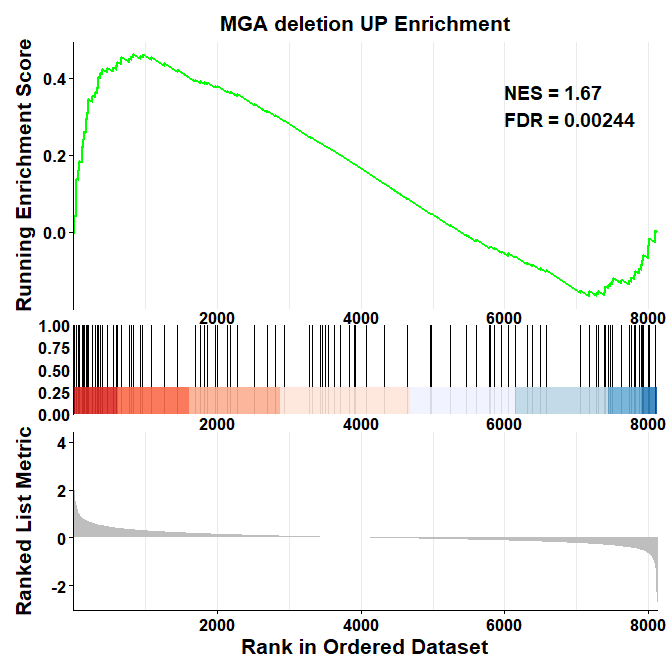 MGA deletion UP Enrichment
Running Enrichment Score
0.4
0.2
0.0
NES = 1.67
FDR = 0.00244
2000 4000 6000 8000
1.00
0.75
0.50
0.25
0.00
2000 4000 6000 8000
Ranked List Metric
4
2
0
-2
2000 4000 6000 8000
Rank in Ordered Dataset